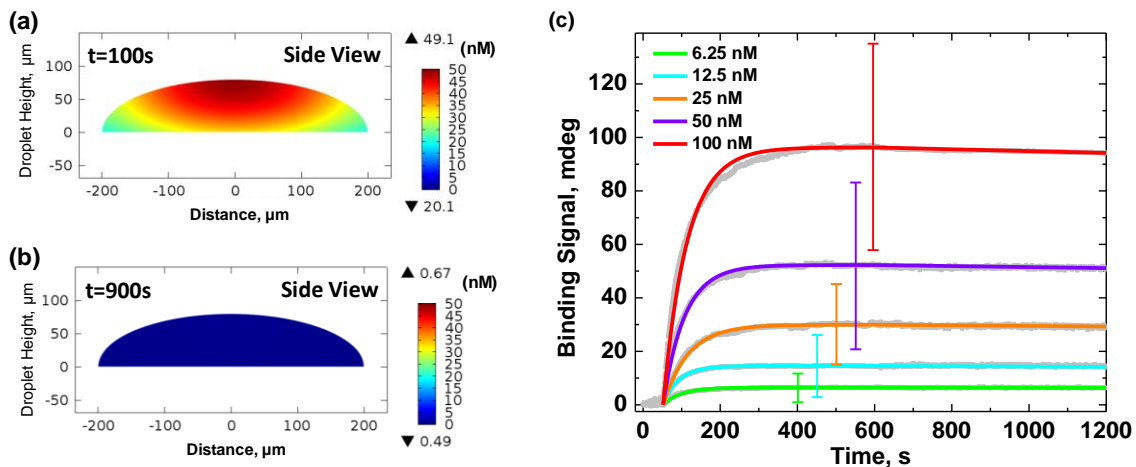 (a)
t=100s
Side View
▲ 49.1
(nM)
Droplet Height, µm
100
50
0
-50
-200
-100
0
100
200
Distance, µm
50
45
40
35
30
25
20
15
10
5
0
▼ 20.1
(b)
t=900s
Side View
▲ 0.67
(nM)
Droplet Height, µm
100
50
0
-50
-200
-100
0
100
200
Distance, µm
50
45
40
35
30
25
20
15
10
5
0
▼ 0.49
(c)
6.25 nM
12.5 nM
25 nM
50 nM
100 nM
Binding Signal, mdeg
120
100
80
60
40
20
0
0
200
400
600
800
1000
1200
Time, s